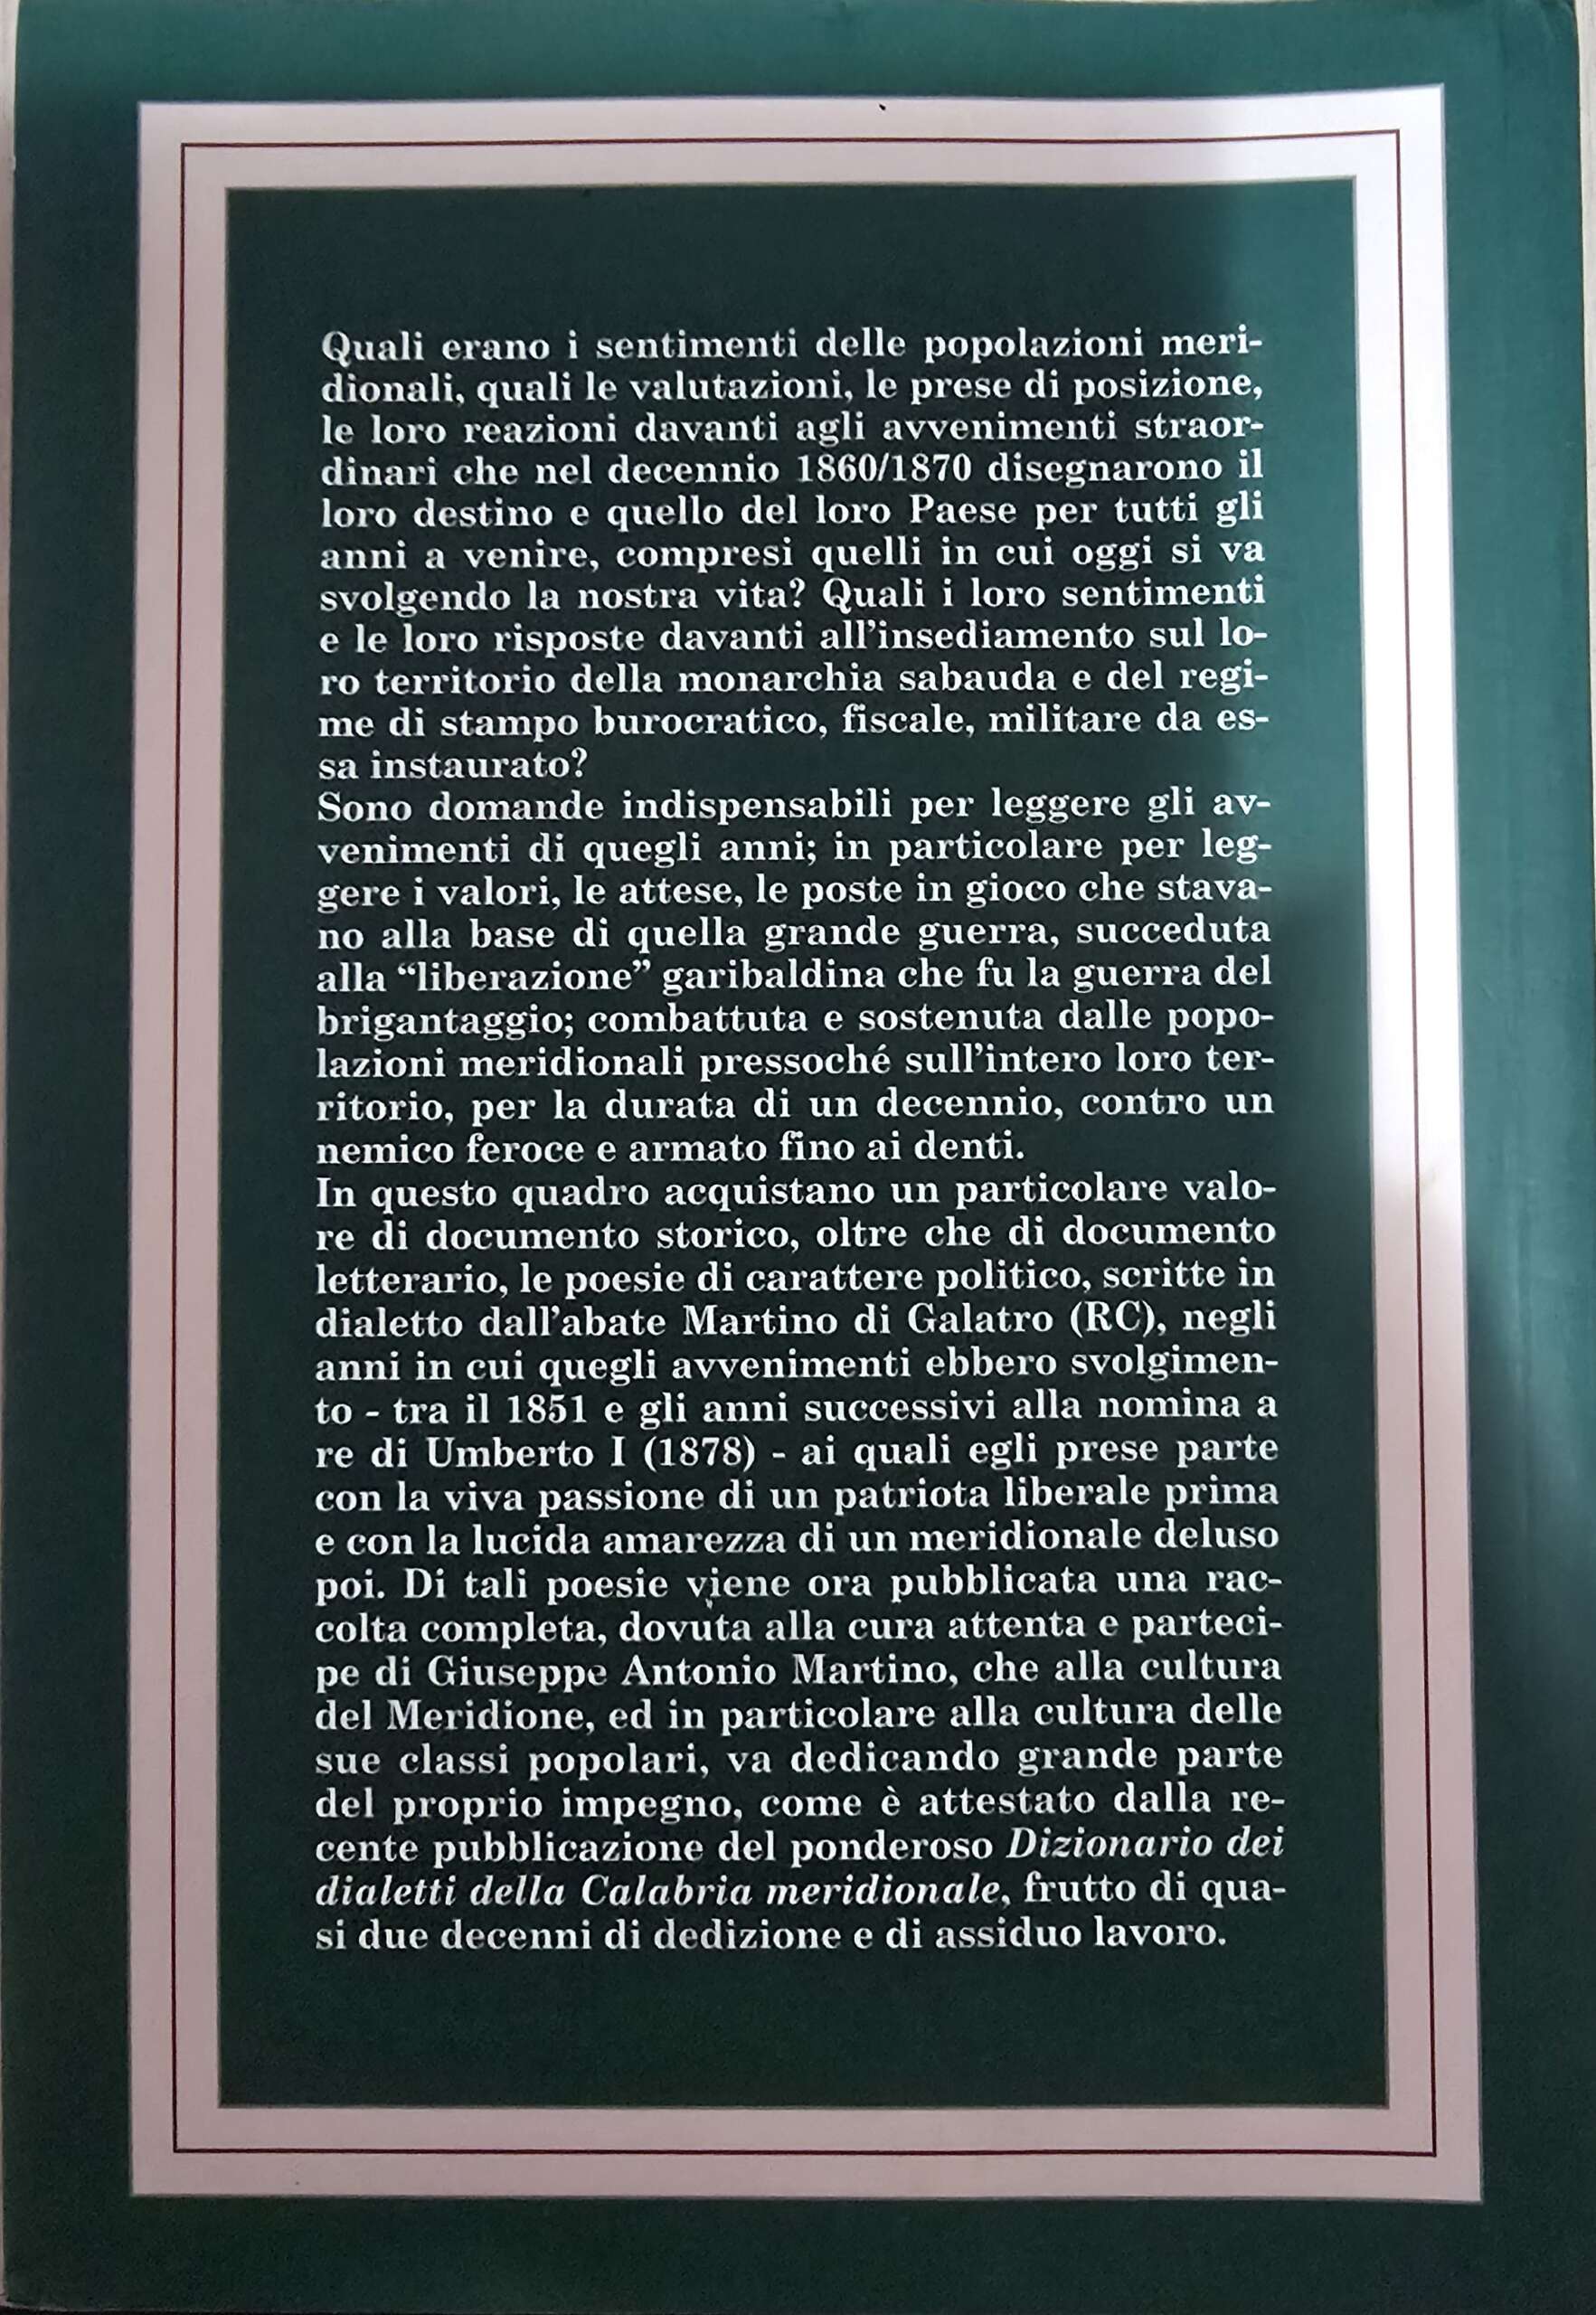 Quali erano i sentimenti delle popolazioni meri-
dionali, quali le valutazioni, le prese di posizione,
le loro reazioni davanti agli avvenimenti straor-
dinari che nel decennio 1860/1870 disegnarono il
loro destino e quello del loro Paese per tutti gli
anni a venire, compresi quelli in cui oggi si va
svolgendo la nostra vita? Quali i loro sentimenti
e le loro risposte davanti all’insediamento sul lo-
ro territorio della monarchia sabauda e del regi-
me di stampo burocratico, fiscale, militare da es-
sa instaurato?
Sono domande indispensabili per leggere gli av-
venimenti di quegli anni; in particolare per leg-
gere i valori, le attese, le poste in gioco che stava-
no alla base di quella grande guerra, succeduta
alla “liberazione” garibaldina che fu la guerra del
brigantaggio; combattuta e sostenuta dalle popo-
lazioni meridionali pressoché sull’intero loro ter-
ritorio, per la durata di un decennio, contro un
nemico feroce e armato fino ai denti.
In questo quadro acquistano un particolare valo-
re di documento storico, oltre che di documento
letterario, le poesie di carattere politico, scritte in
dialetto dall’abate Martino di Galatro (RC), negli
anni in cui quegli avvenimenti ebbero svolgimen-
to - tra il 1851 e gli anni successivi alla nomina a
re di Umberto I (1878) - ai quali egli prese parte
con la viva passione di un patriota liberale prima
e con la lucida amarezza di un meridionale deluso
poi. Di tali poesie viene ora pubblicata una rac-
colta completa, dovuta alla cura attenta e parteci-
pe di Giuseppe Antonio Martino, che alla cultura
del Meridione, ed in particolare alla cultura delle
sue classi popolari, va dedicando grande parte
del proprio impegno, come è attestato dalla re-
cente pubblicazione del ponderoso Dizionario dei
dialetti della Calabria meridionale, frutto di qua-
si due decenni di dedizione e di assiduo lavoro.